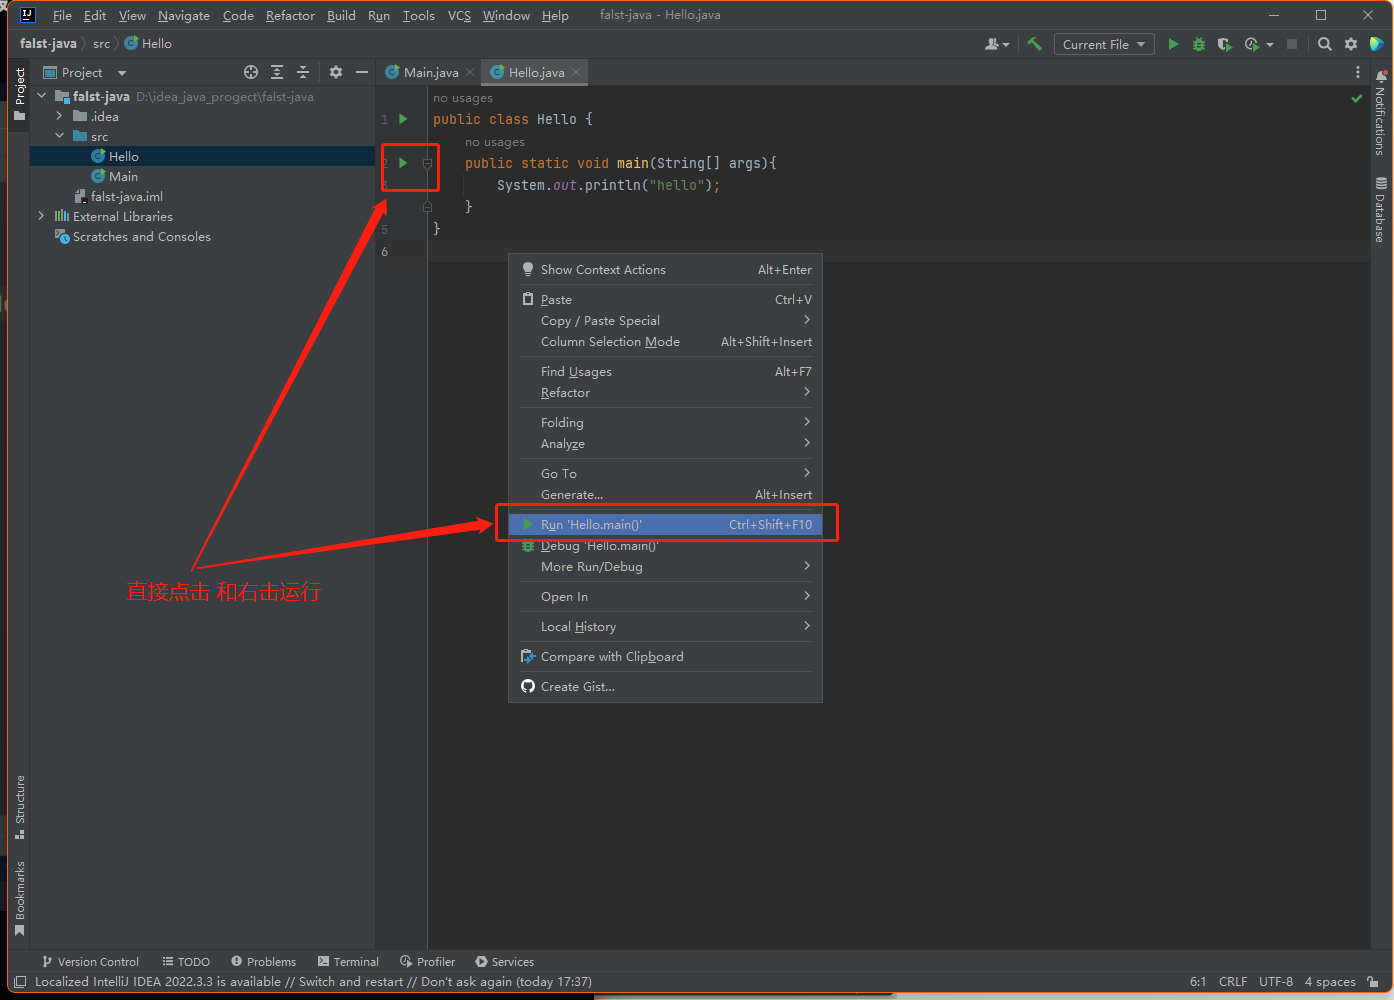 File Edit View Navigate Code Refactor Build Run Tools VCS Window Help falst-java - Hello.java
falst-java src Hello Current File
Project Main.java Hello.java
falst-java D:\idea_java_progect\falst-java
.idea
src
Hello
Main
falst-java.iml
External Libraries
Scratches and Consoles
Project
Structure
Bookmarks
no usages
1 public class Hello {
no usages
2 public static void main(String[] args){
System.out.println("hello");
}
5 }
6
Show Context Actions Alt+Enter
Paste Ctrl+V
Copy / Paste Special
Column Selection Mode Alt+Shift+Insert
Find Usages Alt+F7
Refactor
Folding
Analyze
Go To
Generate... Alt+Insert
Run 'Hello.main()' Ctrl+Shift+F10
Debug 'Hello.main()'
More Run/Debug
Open In
Local History
Compare with Clipboard
Create Gist...
直接点击 和右击运行
Notifications
Database
Version Control TODO Problems Terminal Profiler Services
Localized IntelliJ IDEA 2022.3.3 is available // Switch and restart // Don't ask again (today 17:37) 6:1 CRLF UTF-8 4 spaces